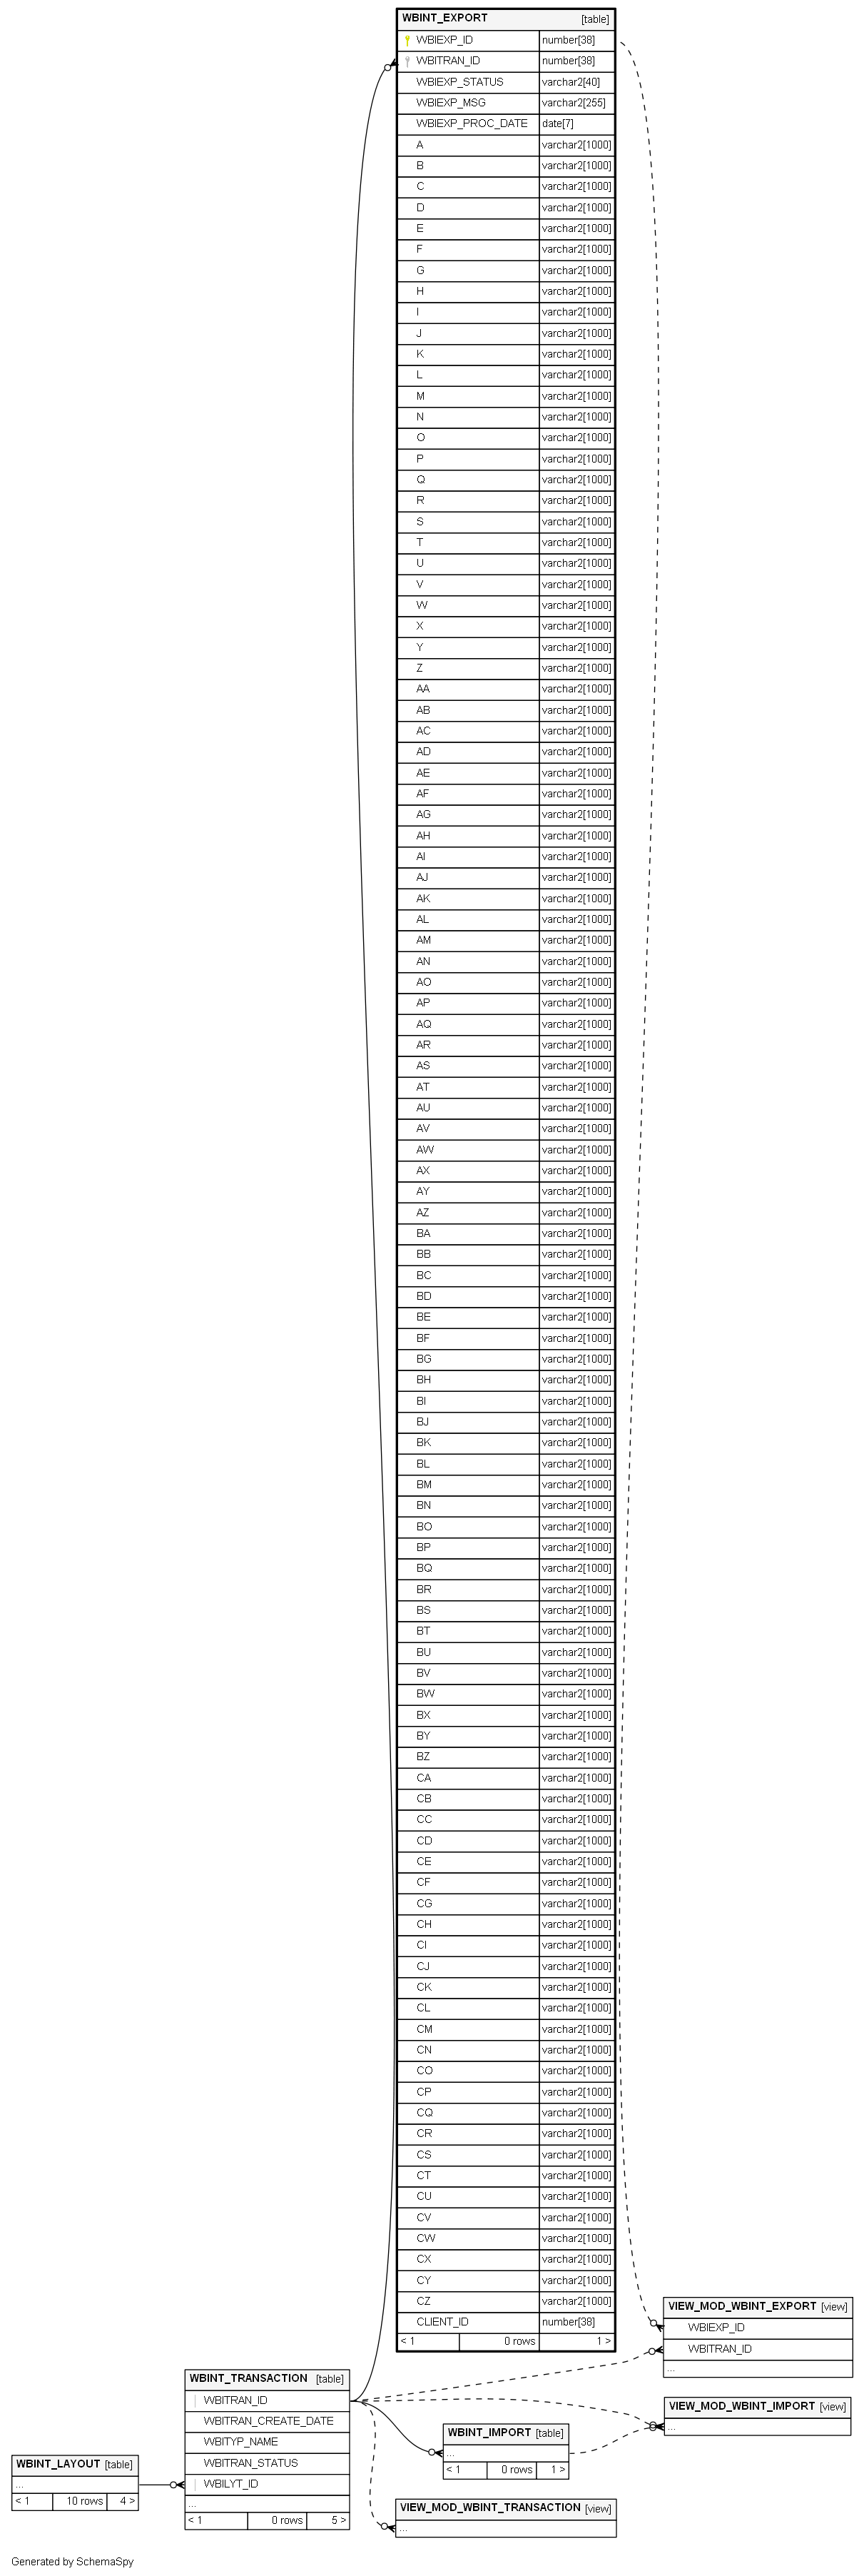 WBINT_EXPORT [table]
WBIEXP_ID number[38]
WBITRAN_ID number[38]
WBIEXP_STATUS varchar2[40]
WBIEXP_MSG varchar2[255]
WBIEXP_PROC_DATE date[7]
A varchar2[1000]
B varchar2[1000]
C varchar2[1000]
D varchar2[1000]
E varchar2[1000]
F varchar2[1000]
G varchar2[1000]
H varchar2[1000]
I varchar2[1000]
J varchar2[1000]
K varchar2[1000]
L varchar2[1000]
M varchar2[1000]
N varchar2[1000]
O varchar2[1000]
P varchar2[1000]
Q varchar2[1000]
R varchar2[1000]
S varchar2[1000]
T varchar2[1000]
U varchar2[1000]
V varchar2[1000]
W varchar2[1000]
X varchar2[1000]
Y varchar2[1000]
Z varchar2[1000]
AA varchar2[1000]
AB varchar2[1000]
AC varchar2[1000]
AD varchar2[1000]
AE varchar2[1000]
AF varchar2[1000]
AG varchar2[1000]
AH varchar2[1000]
AI varchar2[1000]
AJ varchar2[1000]
AK varchar2[1000]
AL varchar2[1000]
AM varchar2[1000]
AN varchar2[1000]
AO varchar2[1000]
AP varchar2[1000]
AQ varchar2[1000]
AR varchar2[1000]
AS varchar2[1000]
AT varchar2[1000]
AU varchar2[1000]
AV varchar2[1000]
AW varchar2[1000]
AX varchar2[1000]
AY varchar2[1000]
AZ varchar2[1000]
BA varchar2[1000]
BB varchar2[1000]
BC varchar2[1000]
BD varchar2[1000]
BE varchar2[1000]
BF varchar2[1000]
BG varchar2[1000]
BH varchar2[1000]
BI varchar2[1000]
BJ varchar2[1000]
BK varchar2[1000]
BL varchar2[1000]
BM varchar2[1000]
BN varchar2[1000]
BO varchar2[1000]
BP varchar2[1000]
BQ varchar2[1000]
BR varchar2[1000]
BS varchar2[1000]
BT varchar2[1000]
BU varchar2[1000]
BV varchar2[1000]
BW varchar2[1000]
BX varchar2[1000]
BY varchar2[1000]
BZ varchar2[1000]
CA varchar2[1000]
CB varchar2[1000]
CC varchar2[1000]
CD varchar2[1000]
CE varchar2[1000]
CF varchar2[1000]
CG varchar2[1000]
CH varchar2[1000]
CI varchar2[1000]
CJ varchar2[1000]
CK varchar2[1000]
CL varchar2[1000]
CM varchar2[1000]
CN varchar2[1000]
CO varchar2[1000]
CP varchar2[1000]
CQ varchar2[1000]
CR varchar2[1000]
CS varchar2[1000]
CT varchar2[1000]
CU varchar2[1000]
CV varchar2[1000]
CW varchar2[1000]
CX varchar2[1000]
CY varchar2[1000]
CZ varchar2[1000]
CLIENT_ID number[38]
< 1 0 rows 1 >
VIEW_MOD_WBINT_EXPORT [view]
WBIEXP_ID
WBITRAN_ID
...
WBINT_TRANSACTION [table]
WBITRAN_ID
WBITRAN_CREATE_DATE
WBITYP_NAME
WBITRAN_STATUS
WBILYT_ID
...
< 1 0 rows 5 >
VIEW_MOD_WBINT_IMPORT [view]
...
WBINT_IMPORT [table]
...
< 1 0 rows 1 >
WBINT_LAYOUT [table]
...
< 1 10 rows 4 >
VIEW_MOD_WBINT_TRANSACTION [view]
...
Generated by SchemaSpy